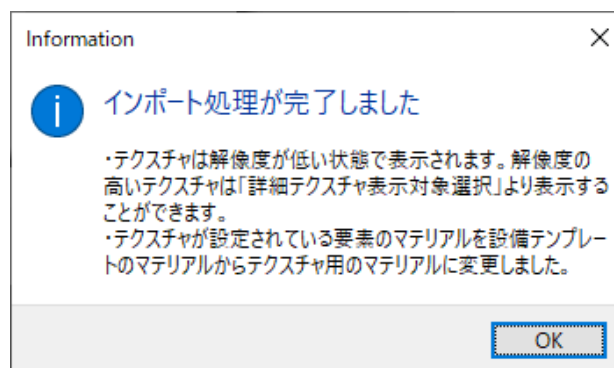 Information
インポート処理が完了しました
・テクスチャは解像度が低い状態で表示されます。解像度の
高いテクスチャは「詳細テクスチャ表示対象選択」より表示する
ことができます。
・テクスチャが設定されている要素のマテリアルを設備テンプレー
トのマテリアルからテクスチャ用のマテリアルに変更しました。
OK